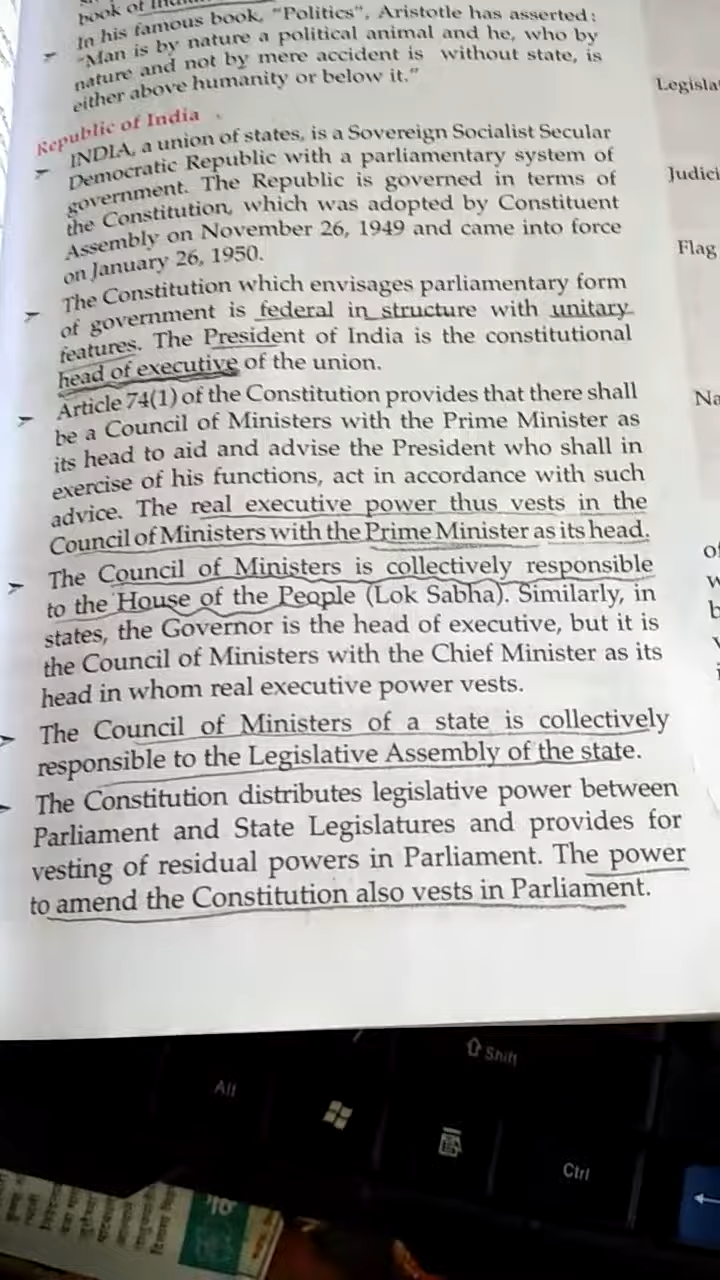 book of
In his famous book, "Politics", Aristotle has asserted:
"Man is by nature a political animal and he, who by
nature and not by mere accident is without state, is
either above humanity or below it."
Republic of India
INDIA, a union of states, is a Sovereign Socialist Secular
Democratic Republic with a parliamentary system of
government. The Republic is governed in terms of
the Constitution, which was adopted by Constituent
Assembly on November 26, 1949 and came into force
on January 26, 1950.
The Constitution which envisages parliamentary form
of government is federal in structure with unitary
features. The President of India is the constitutional
head of executive of the union.
Article 74(1) of the Constitution provides that there shall
be a Council of Ministers with the Prime Minister as
its head to aid and advise the President who shall in
exercise of his functions, act in accordance with such
advice. The real executive power thus vests in the
Council of Ministers with the Prime Minister as its head.
The Council of Ministers is collectively responsible
to the House of the People (Lok Sabha). Similarly, in
states, the Governor is the head of executive, but it is
the Council of Ministers with the Chief Minister as its
head in whom real executive power vests.
The Council of Ministers of a state is collectively
responsible to the Legislative Assembly of the state.
The Constitution distributes legislative power between
Parliament and State Legislatures and provides for
vesting of residual powers in Parliament. The power
to amend the Constitution also vests in Parliament.
Legisla
Judici
Flag
Na
Shift
Alt
Ctrl